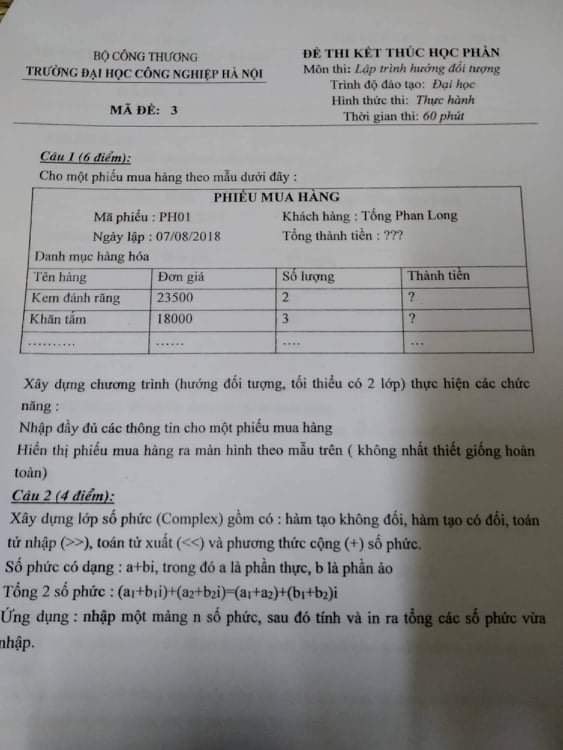 BỘ CÔNG THƯƠNG
TRƯỜNG ĐẠI HỌC CÔNG NGHIỆP HÀ NỘI
MÃ ĐỀ: 3
ĐỀ THI KẾT THÚC HỌC PHẦN
Môn thi: Lập trình hướng đối tượng
Trình độ đào tạo: Đại học
Hình thức thi: Thực hành
Thời gian thi: 60 phút
Câu 1 (6 điểm):
Cho một phiếu mua hàng theo mẫu dưới đây :
PHIẾU MUA HÀNG
Mã phiếu : PH01 Khách hàng : Tống Phan Long
Ngày lập : 07/08/2018 Tổng thành tiền : ???
Danh mục hàng hóa
Tên hàng Đơn giá Số lượng Thành tiền
Kem đánh răng 23500 2 ?
Khăn tắm 18000 3 ?
.......... ...... .... ...
Xây dựng chương trình (hướng đối tượng, tối thiểu có 2 lớp) thực hiện các chức
năng :
Nhập đầy đủ các thông tin cho một phiếu mua hàng
Hiển thị phiếu mua hàng ra màn hình theo mẫu trên ( không nhất thiết giống hoàn
toàn)
Câu 2 (4 điểm):
Xây dựng lớp số phức (Complex) gồm có : hàm tạo không đối, hàm tạo có đối, toán
tử nhập (>>), toán tử xuất (<<) và phương thức cộng (+) số phức.
Số phức có dạng : a+bi, trong đó a là phần thực, b là phần ảo
Tổng 2 số phức : (a₁+b₁i)+(a₂+b₂i)=(a₁+a₂)+(b₁+b₂)i
Ứng dụng : nhập một mảng n số phức, sau đó tính và in ra tổng các số phức vừa
nhập.